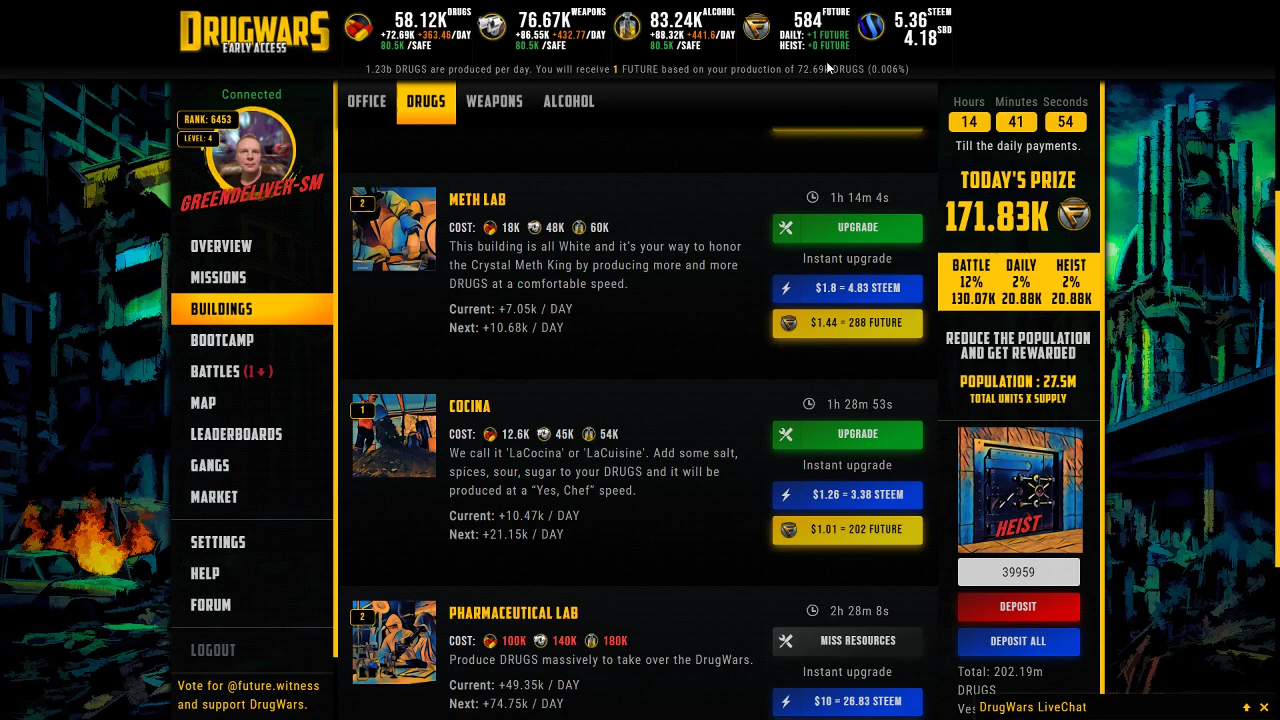 DRUGWARS
EARLY ACCESS
58.12K DRUGS
+72.69K +363.46/DAY
80.5K /SAFE
76.67K WEAPONS
+86.55K +432.77/DAY
80.5K /SAFE
83.24K ALCOHOL
+88.32K +441.6/DAY
80.5K /SAFE
584 FUTURE
DAILY: +1 FUTURE
HEIST: +0 FUTURE
5.36 STEEM
4.18 SBD
1.23b DRUGS are produced per day. You will receive 1 FUTURE based on your production of 72.69K DRUGS (0.006%)
Connected
RANK: 6453
LEVEL: 4
GREENDELIVER-SM
OVERVIEW
MISSIONS
BUILDINGS
BOOTCAMP
BATTLES (1
MAP
LEADERBOARDS
GANGS
MARKET
SETTINGS
HELP
FORUM
LOGOUT
Vote for @future.witness
and support DrugWars.
OFFICE DRUGS WEAPONS ALCOHOL
2
METH LAB
COST: 18K 48K 60K
This building is all White and it's your way to honor
the Crystal Meth King by producing more and more
DRUGS at a comfortable speed.
Current: +7.05k / DAY
Next: +10.68k / DAY
1h 14m 4s
UPGRADE
Instant upgrade
$1.8 = 4.83 STEEM
$1.44 = 288 FUTURE
1
COCINA
COST: 12.6K 45K 54K
We call it 'LaCocina' or 'LaCuisine'. Add some salt,
spices, sour, sugar to your DRUGS and it will be
produced at a “Yes, Chef” speed.
Current: +10.47k / DAY
Next: +21.15k / DAY
1h 28m 53s
UPGRADE
Instant upgrade
$1.26 = 3.38 STEEM
$1.01 = 202 FUTURE
2
PHARMACEUTICAL LAB
COST: 100K 140K 180K
Produce DRUGS massively to take over the DrugWars.
Current: +49.35k / DAY
Next: +74.75k / DAY
2h 28m 8s
MISS RESOURCES
Instant upgrade
$10 = 26.83 STEEM
Hours Minutes Seconds
14 41 54
Till the daily payments.
TODAY'S PRIZE
171.83K
BATTLE DAILY HEIST
12% 2% 2%
130.07K 20.88K 20.88K
REDUCE THE POPULATION
AND GET REWARDED
POPULATION : 27.5M
TOTAL UNITS X SUPPLY
HEIST
39959
DEPOSIT
DEPOSIT ALL
Total: 202.19m
DRUGS
DrugWars LiveChat